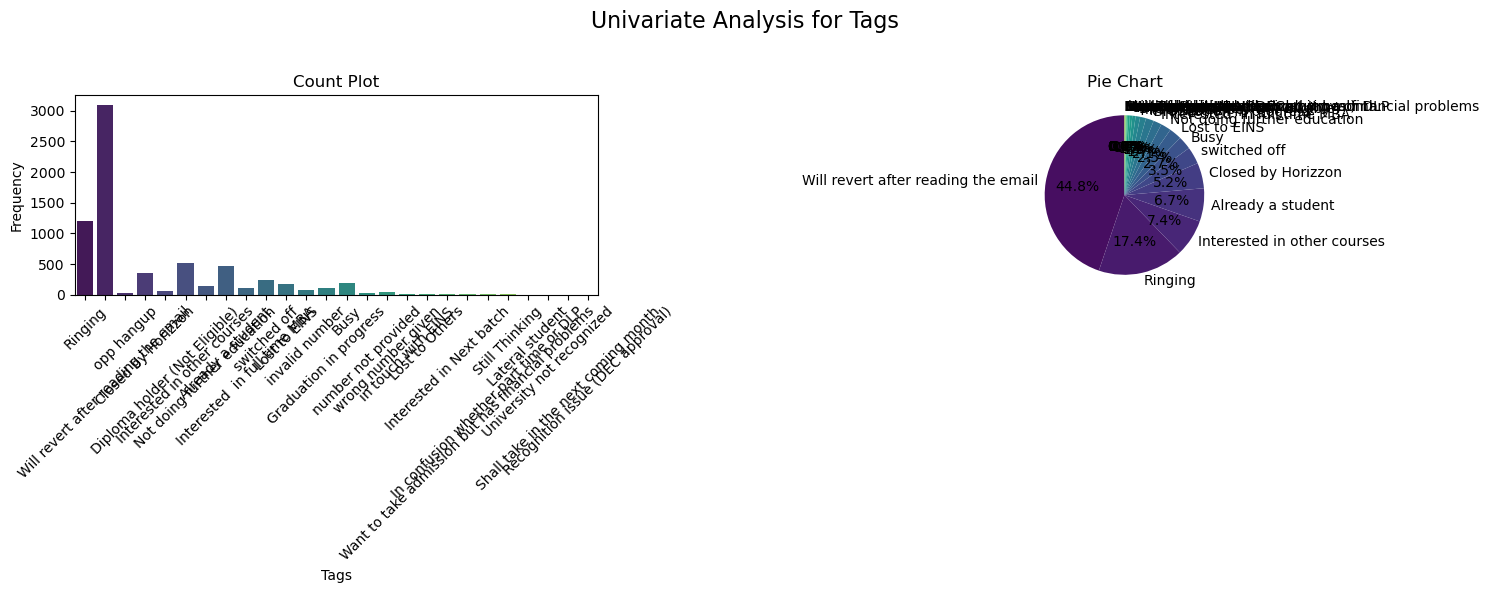 Univariate Analysis for Tags
Count Plot
Frequency
3000
2500
2000
1500
1000
500
0
Ringing
Will revert after reading the email
opp hangup
Closed by Horizzon
Diploma holder (Not Eligible)
Interested in other courses
Not doing further education
Already a student
Interested  in full time MBA
switched off
Lost to EINS
invalid number
Graduation in progress
Busy
number not provided
wrong number given
in touch with EINS
Lost to Others
Interested in Next batch
In confusion whether part time or DLP
Want to take admission but has financial problems
Still Thinking
Lateral student
University not recognized
Shall take in the next coming month
Recognition issue (DEC approval)
Tags
Pie Chart
Not doing further education
Lost to EINS
Busy
switched off
Closed by Horizzon
Already a student
Interested in other courses
Ringing
Will revert after reading the email
44.8%
17.4%
7.4%
6.7%
5.2%
3.5%